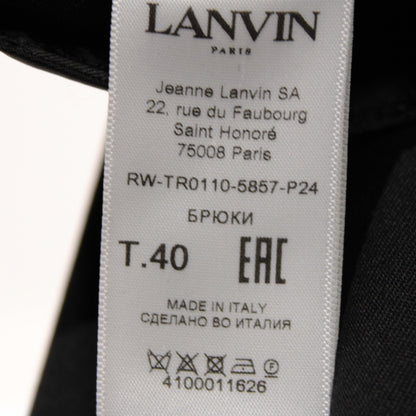 LANVIN
PARIS
Jeanne Lanvin SA
22, rue du Faubourg
Saint Honoré
75008 Paris
RW-TR0110-5857-P24
БРЮКИ
T.40 EAC
MADE IN ITALY
СДЕЛАНО ВО ИТАЛИЯ
P
4100011626